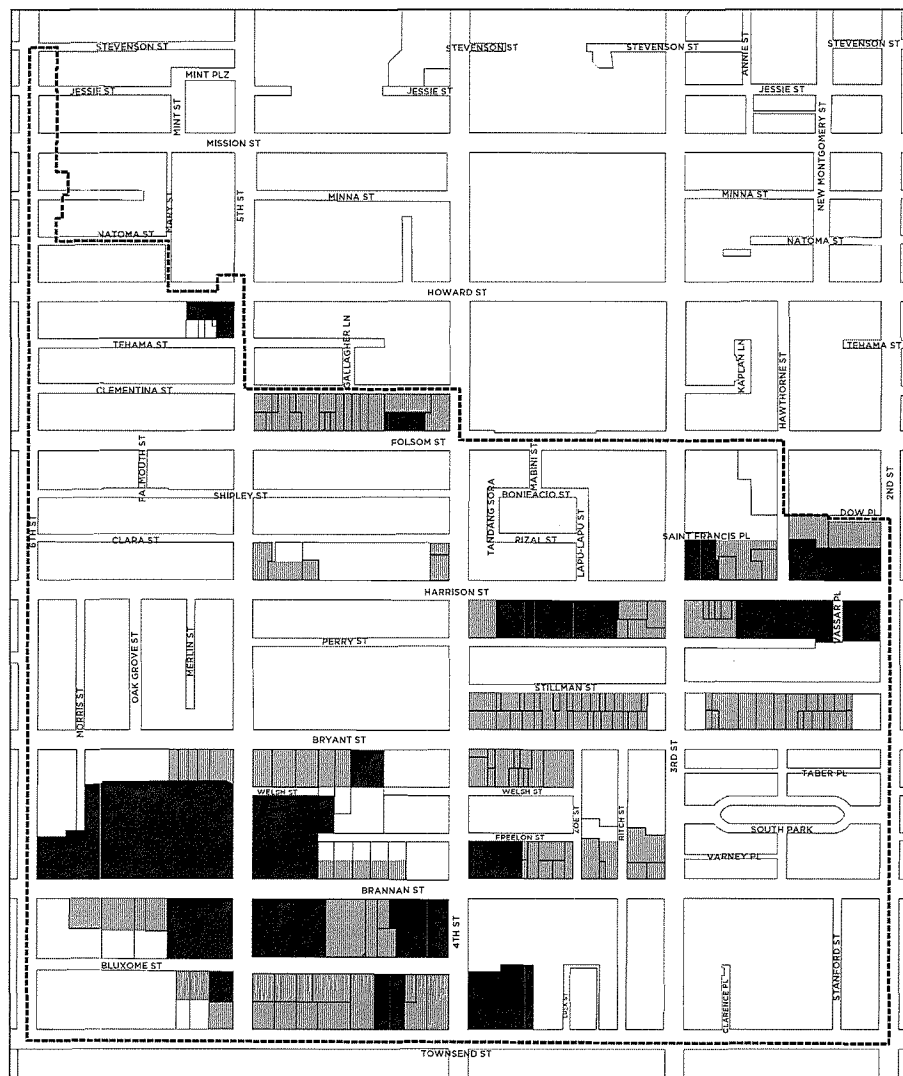 STEVENSON ST
STEVENSON ST
STEVENSON ST
ANNIE ST
STEVENSON ST
MINT PLZ
JESSIE ST
JESSIE ST
JESSIE ST
MINT ST
NEW MONTGOMERY ST
MISSION ST
MINNA ST
MINNA ST
MARY ST
5TH ST
NATOMA ST
NATOMA ST
HOWARD ST
TEHAMA ST
GALLAGHER LN
KAPLAN LN
HAWTHORNE ST
TEHAMA ST
CLEMENTINA ST
FOLSOM ST
FALMOUTH ST
MABINI ST
2ND ST
SHIPLEY ST
TANDANG SORA
BONIFACIO ST
LAPU-LAPU ST
DOW PL
6TH ST
CLARA ST
RIZAL ST
SAINT FRANCIS PL
HARRISON ST
VASSAR PL
OAK GROVE ST
MERLIN ST
PERRY ST
MORRIS ST
STILLMAN ST
BRYANT ST
3RD ST
TABER PL
WELSH ST
WELSH ST
ZOE ST
RITCH ST
SOUTH PARK
FREELON ST
VARNEY PL
BRANNAN ST
4TH ST
BLUXOME ST
LUSK ST
CLARENCE PL
STANFORD ST
TOWNSEND ST